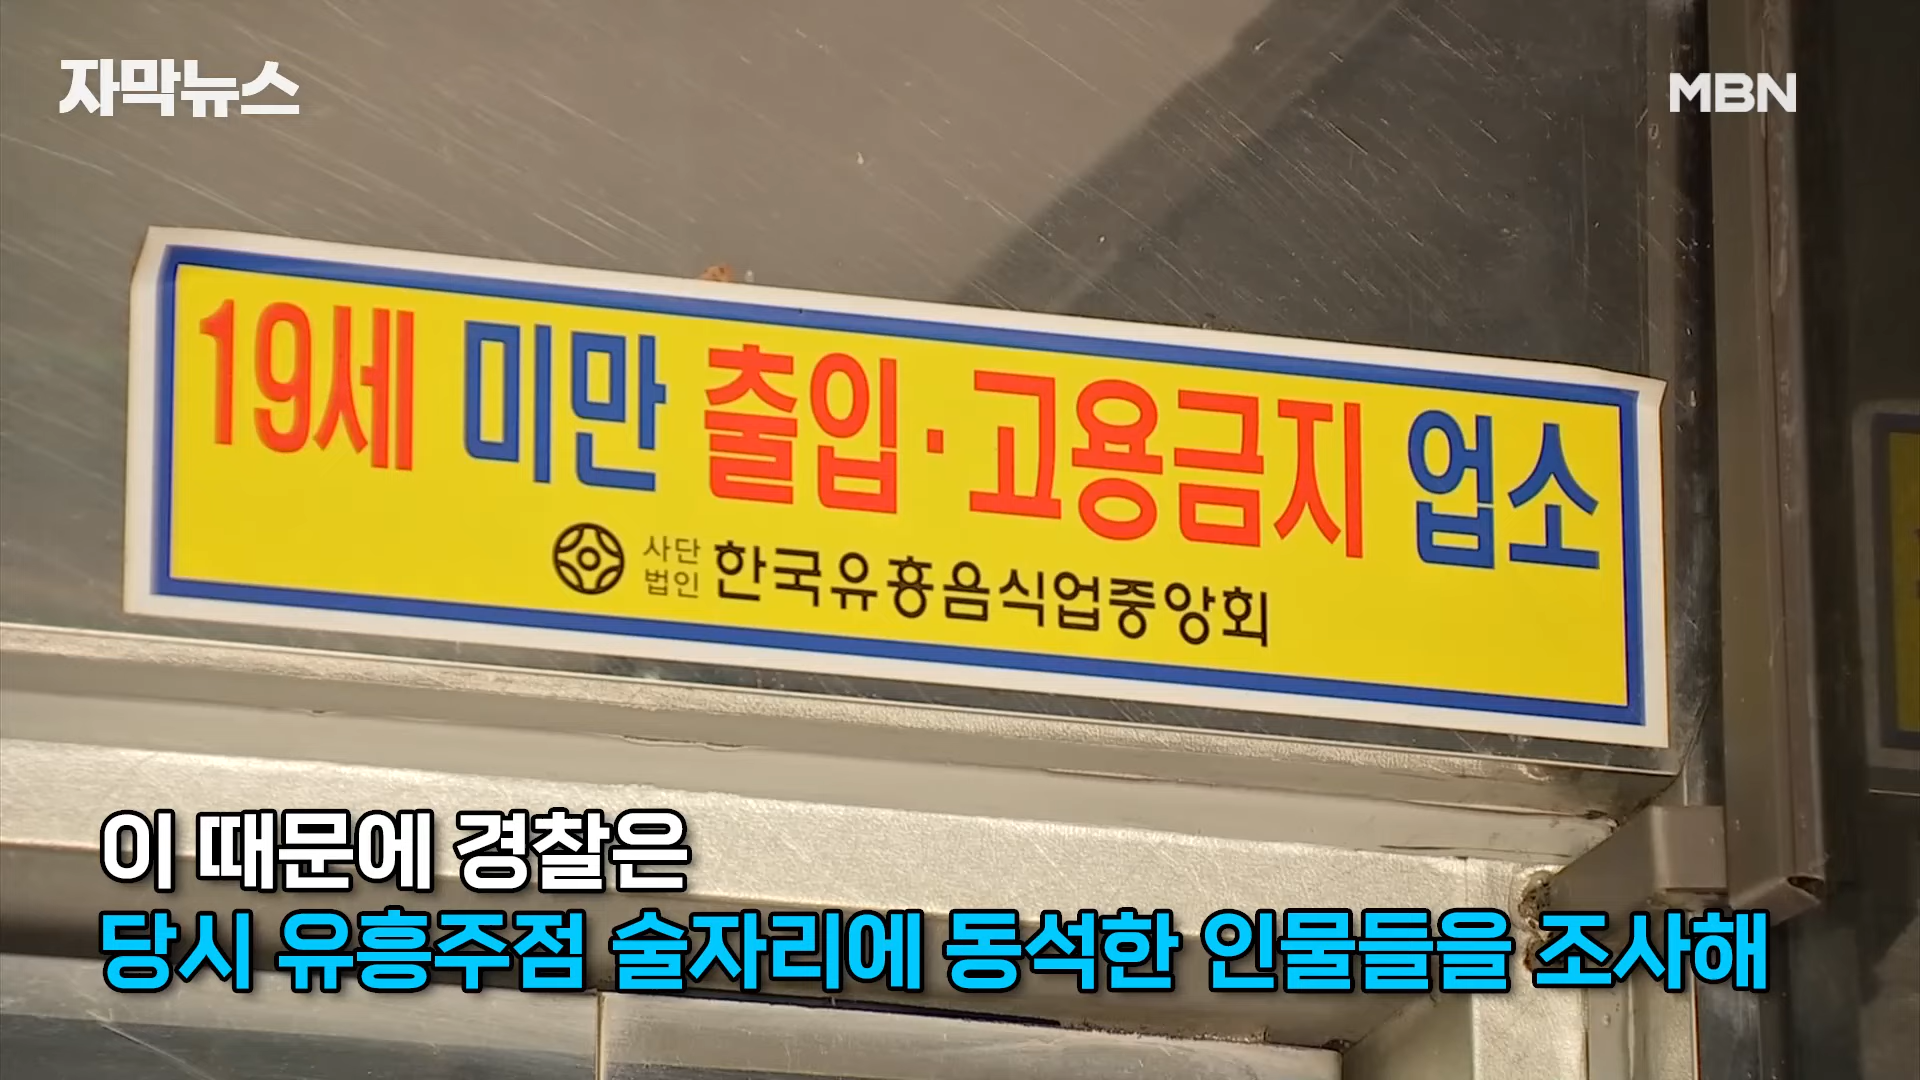 자막뉴스
MBN
19세 미만 출입·고용금지 업소
사단
법인 한국유흥음식업중앙회
이 때문에 경찰은
당시 유흥주점 술자리에 동석한 인물들을 조사해